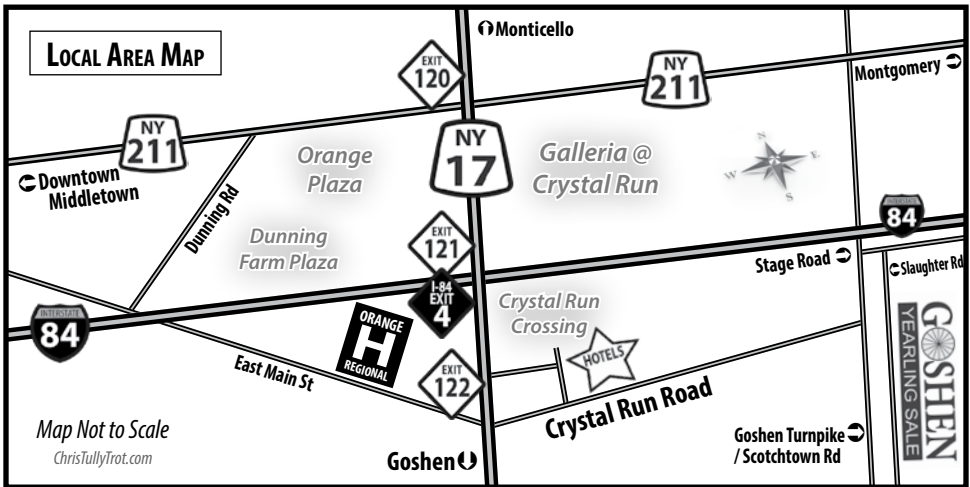 LOCAL AREA MAP
EXIT
120
Monticello
NY
211
Montgomery
NY
211
Downtown
Middletown
Dunning Rd
Orange
Plaza
NY
17
Galleria @
Crystal Run
N
W
E
S
INTERSTATE
84
Dunning
Farm Plaza
EXIT
121
Stage Road
Slaughter Rd
I-84
EXIT
4
Crystal Run
Crossing
INTERSTATE
84
ORANGE
H
REGIONAL
HOTELS
East Main St
EXIT
122
Crystal Run Road
GOSHEN
YEARLING SALE
Map Not to Scale
ChrisTullyTrot.com
Goshen
Goshen Turnpike
/ Scotchtown Rd